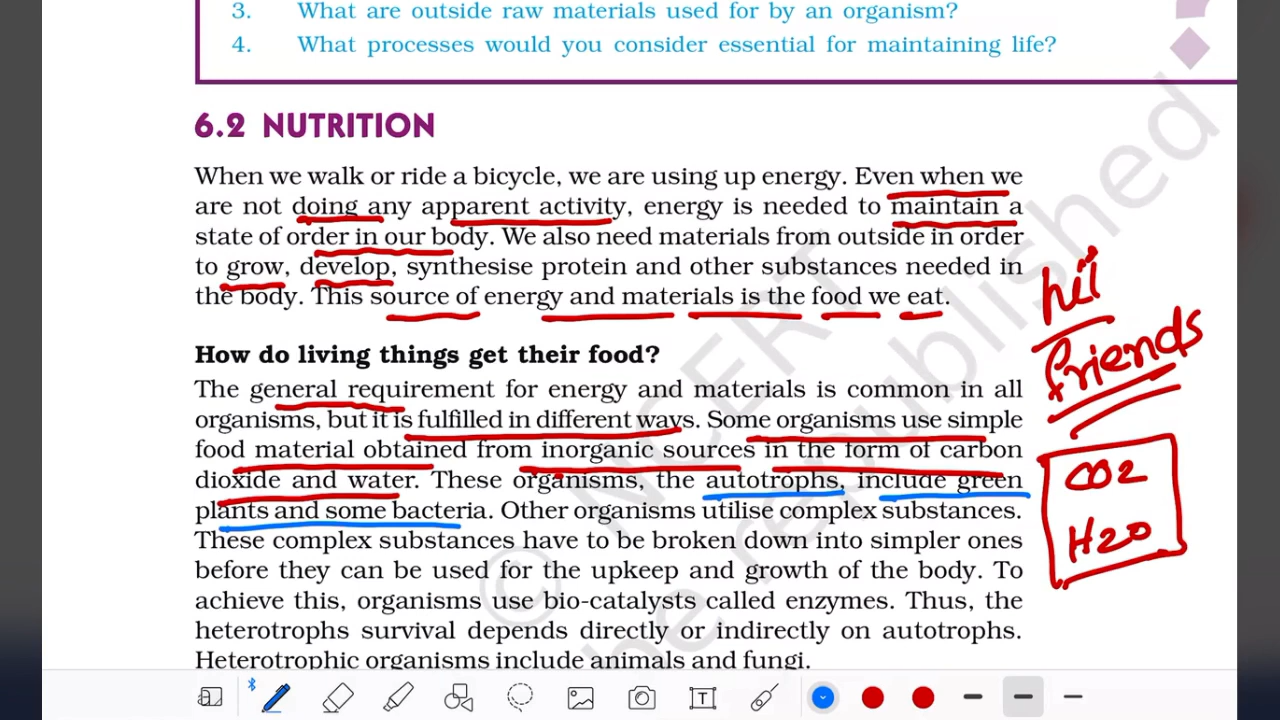 3. What are outside raw materials used for by an organism?
4. What processes would you consider essential for maintaining life?
6.2 NUTRITION
When we walk or ride a bicycle, we are using up energy. Even when we
are not doing any apparent activity, energy is needed to maintain a
state of order in our body. We also need materials from outside in order
to grow, develop, synthesise protein and other substances needed in
the body. This source of energy and materials is the food we eat.
How do living things get their food?
The general requirement for energy and materials is common in all
organisms, but it is fulfilled in different ways. Some organisms use simple
food material obtained from inorganic sources in the form of carbon
dioxide and water. These organisms, the autotrophs, include green
plants and some bacteria. Other organisms utilise complex substances.
These complex substances have to be broken down into simpler ones
before they can be used for the upkeep and growth of the body. To
achieve this, organisms use bio-catalysts called enzymes. Thus, the
heterotrophs survival depends directly or indirectly on autotrophs.
Heterotrophic organisms include animals and fungi.
hii
friends
CO2
H2O
© NCERT
be republished
a
T